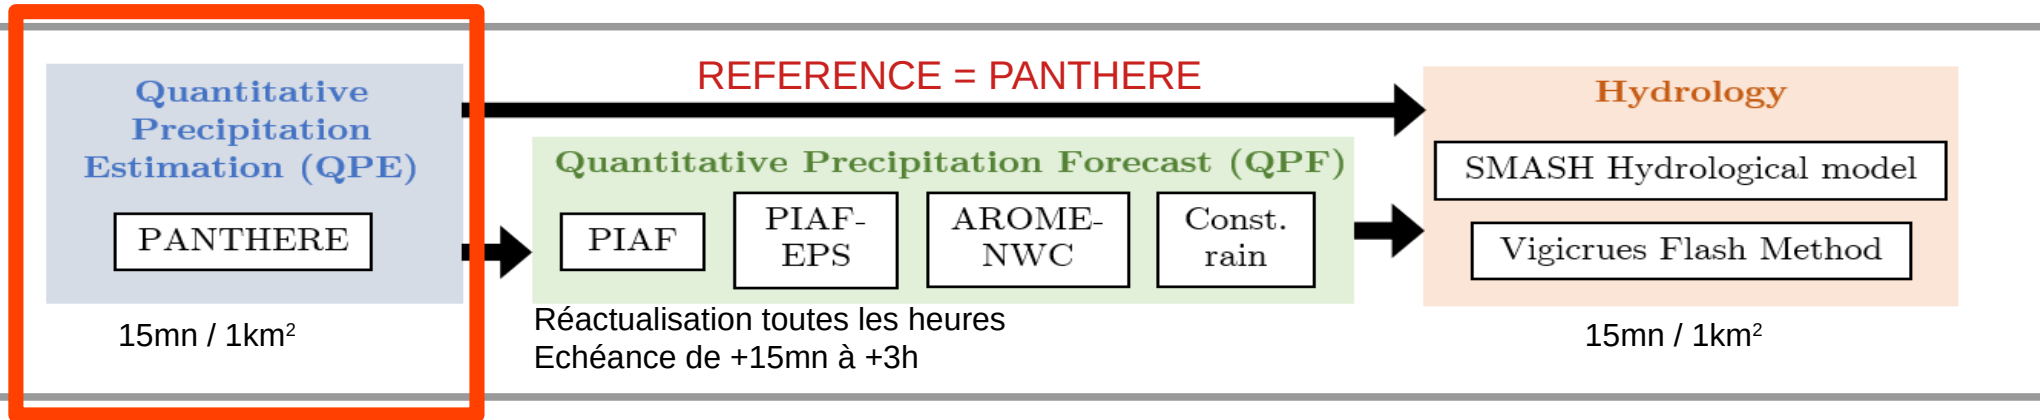 Quantitative
Precipitation
Estimation (QPE)
PANTHERE
15mn / 1km²
REFERENCE = PANTHERE
Quantitative Precipitation Forecast (QPF)
PIAF
PIAF-
EPS
AROME-
NWC
Const.
rain
Réactualisation toutes les heures
Echéance de +15mn à +3h
Hydrology
SMASH Hydrological model
Vigicrues Flash Method
15mn / 1km²